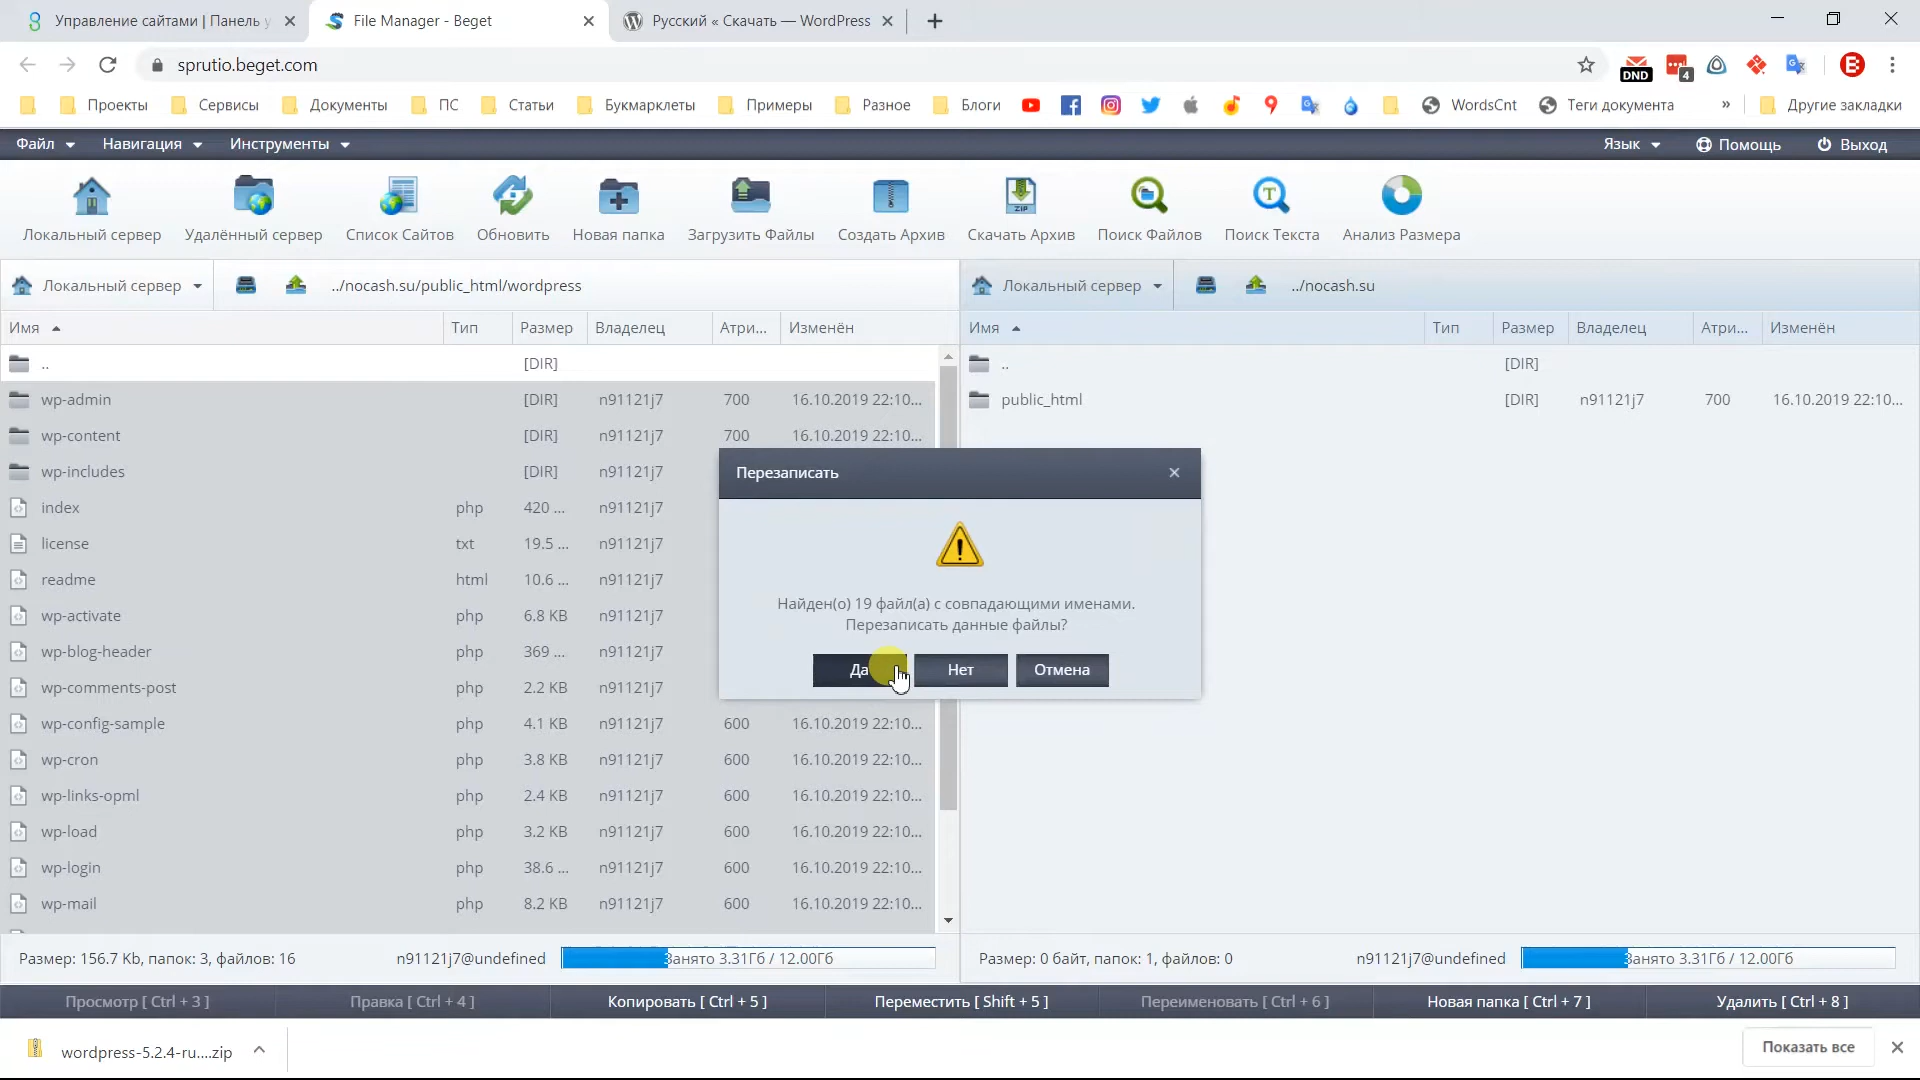 Управление сайтами | Панель у
File Manager - Beget
Русский « Скачать — WordPress
sprutio.beget.com
DND
4
Проекты
Сервисы
Документы
ПС
Статьи
Букмарклеты
Примеры
Разное
Блоги
WordsCnt
Теги документа
»
Другие закладки
Файл
Навигация
Инструменты
Язык
Помощь
Выход
Локальный сервер
Удалённый сервер
Список Сайтов
Обновить
Новая папка
Загрузить Файлы
Создать Архив
Скачать Архив
Поиск Файлов
Поиск Текста
Анализ Размера
Локальный сервер
../nocash.su/public_html/wordpress
Локальный сервер
../nocash.su
Имя Тип Размер Владелец Атри... Изменён
Имя Тип Размер Владелец Атри... Изменён
.. [DIR]
.. [DIR]
wp-admin [DIR] n91121j7 700 16.10.2019 22:10...
public_html [DIR] n91121j7 700 16.10.2019 22:10...
wp-content [DIR] n91121j7 700 16.10.2019 22:10...
wp-includes [DIR] n91121j7
index php 420 ... n91121j7
license txt 19.5 ... n91121j7
readme html 10.6 ... n91121j7
wp-activate php 6.8 KB n91121j7
wp-blog-header php 369 ... n91121j7
wp-comments-post php 2.2 KB n91121j7
wp-config-sample php 4.1 KB n91121j7 600 16.10.2019 22:10...
wp-cron php 3.8 KB n91121j7 600 16.10.2019 22:10...
wp-links-opml php 2.4 KB n91121j7 600 16.10.2019 22:10...
wp-load php 3.2 KB n91121j7 600 16.10.2019 22:10...
wp-login php 38.6 ... n91121j7 600 16.10.2019 22:10...
wp-mail php 8.2 KB n91121j7 600 16.10.2019 22:10...
Перезаписать
Найден(о) 19 файл(а) с совпадающими именами.
Перезаписать данные файлы?
Да
Нет
Отмена
Размер: 156.7 Kb, папок: 3, файлов: 16
n91121j7@undefined
Занято 3.31Гб / 12.00Гб
Размер: 0 байт, папок: 1, файлов: 0
n91121j7@undefined
Занято 3.31Гб / 12.00Гб
Просмотр [ Ctrl + 3 ]
Правка [ Ctrl + 4 ]
Копировать [ Ctrl + 5 ]
Переместить [ Shift + 5 ]
Переименовать [ Ctrl + 6 ]
Новая папка [ Ctrl + 7 ]
Удалить [ Ctrl + 8 ]
wordpress-5.2.4-ru....zip
Показать все